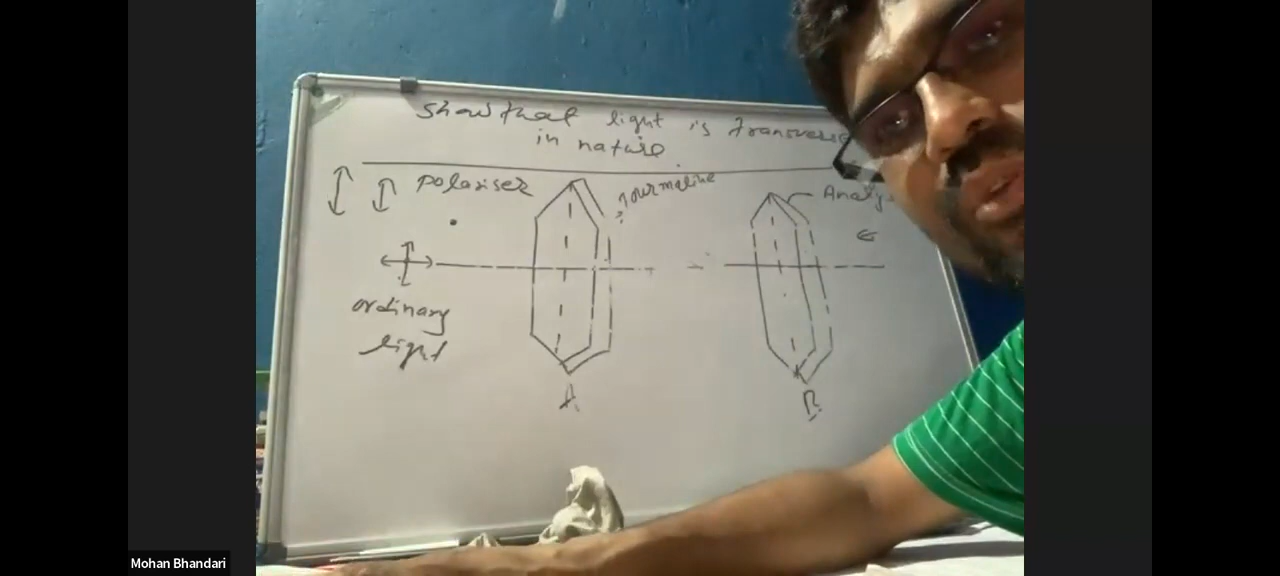 Show that light is transverse
in nature
polariser
Tourmaline
Analy
ordinary
light
A
B
Mohan Bhandari